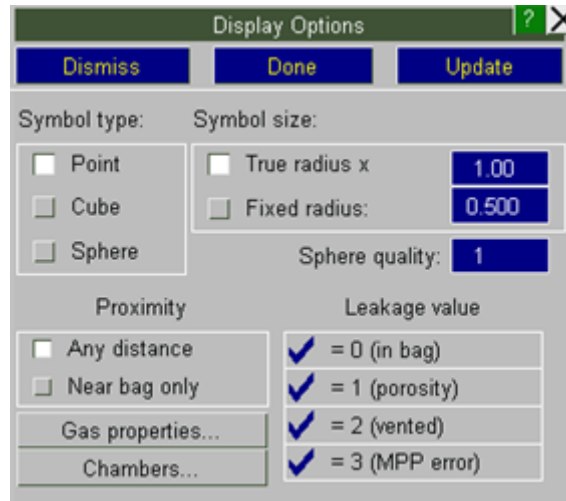 Display Options ? X
Dismiss Done Update
Symbol type: Symbol size:
Point True radius x 1.00
Cube Fixed radius: 0.500
Sphere Sphere quality: 1
Proximity Leakage value
Any distance = 0 (in bag)
Near bag only = 1 (porosity)
Gas properties... = 2 (vented)
Chambers... = 3 (MPP error)